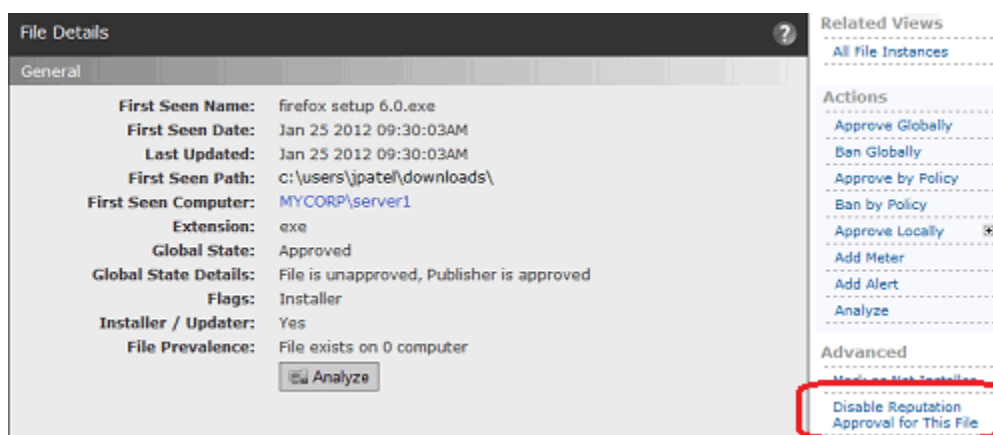 File Details
?
General
First Seen Name: firefox setup 6.0.exe
First Seen Date: Jan 25 2012 09:30:03AM
Last Updated: Jan 25 2012 09:30:03AM
First Seen Path: c:\users\jpatel\downloads\
First Seen Computer: MYCORP\server1
Extension: exe
Global State: Approved
Global State Details: File is unapproved, Publisher is approved
Flags: Installer
Installer / Updater: Yes
File Prevalence: File exists on 0 computer
Analyze
Related Views
All File Instances
Actions
Approve Globally
Ban Globally
Approve by Policy
Ban by Policy
Approve Locally
Add Meter
Add Alert
Analyze
Advanced
Mark as Not Installer
Disable Reputation
Approval for This File